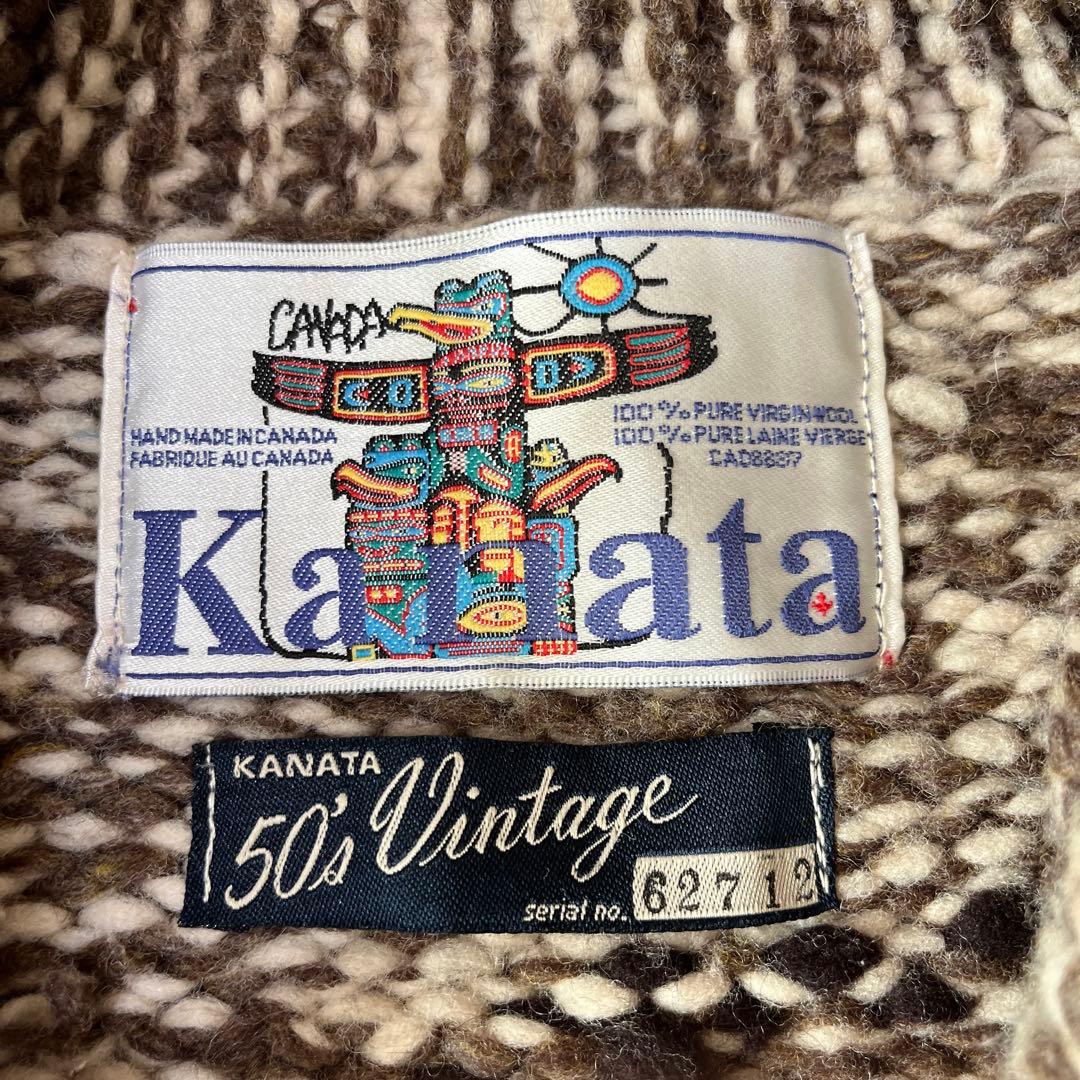 CANADA
HAND MADE IN CANADA
FABRIQUE AU CANADA
100% PURE VIRGIN WOOL
100% PURE LAINE VIERGE
Kanata
KANATA
50's Vintage
serial no. 62712